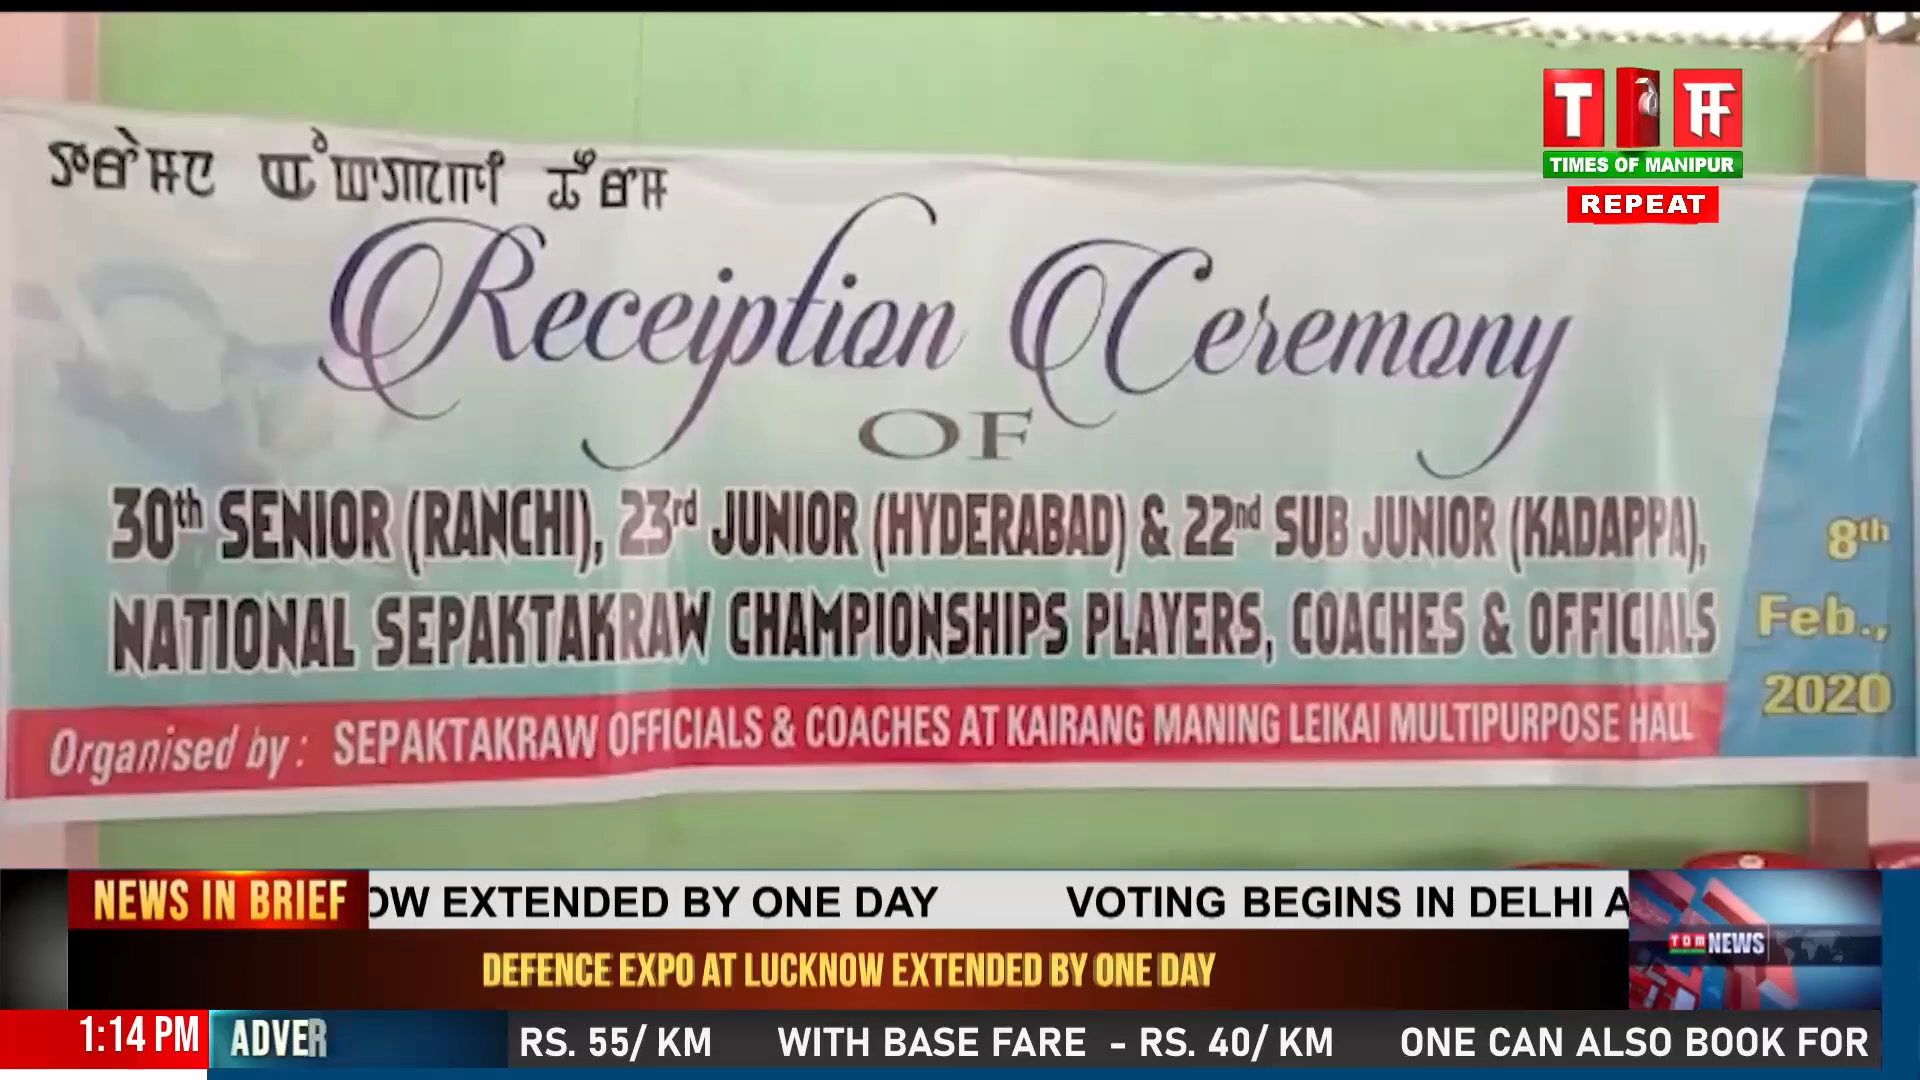 Receiption Ceremony
OF
30th SENIOR (RANCHI), 23rd JUNIOR (HYDERABAD) & 22nd SUB JUNIOR (KADAPPA),
NATIONAL SEPAKTAKRAW CHAMPIONSHIPS PLAYERS, COACHES & OFFICIALS
Organised by : SEPAKTAKRAW OFFICIALS & COACHES AT KAIRANG MANING LEIKAI MULTIPURPOSE HALL
8th
Feb.,
2020
TIMES OF MANIPUR
REPEAT
NEWS IN BRIEF
OW EXTENDED BY ONE DAY VOTING BEGINS IN DELHI A
DEFENCE EXPO AT LUCKNOW EXTENDED BY ONE DAY
TOM NEWS
1:14 PM
ADVER
RS. 55/ KM WITH BASE FARE - RS. 40/ KM ONE CAN ALSO BOOK FOR